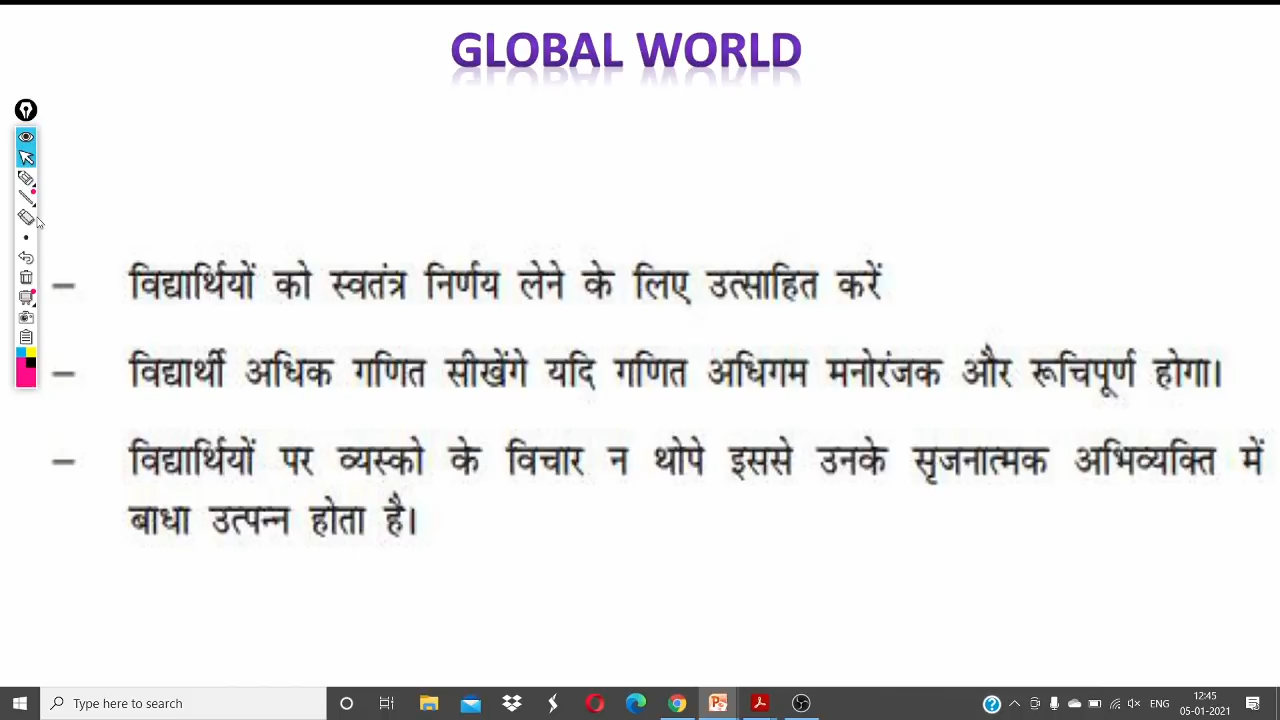 GLOBAL WORLD
– विद्यार्थियों को स्वतंत्र निर्णय लेने के लिए उत्साहित करें
– विद्यार्थी अधिक गणित सीखेंगे यदि गणित अधिगम मनोरंजक और रूचिपूर्ण होगा।
– विद्यार्थियों पर व्यस्को के विचार न थोपे इससे उनके सृजनात्मक अभिव्यक्ति में
बाधा उत्पन्न होता है।
Type here to search
ENG
12:45
05-01-2021